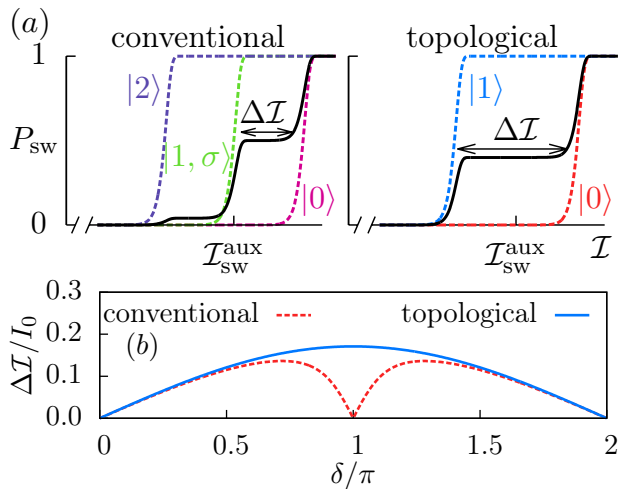 (a) conventional topological
1
|2⟩ |1⟩
Δℐ Δℐ
P_sw
|1, σ⟩
|0⟩ |0⟩
0
ℐ_sw^aux ℐ_sw^aux ℐ
0.3
conventional topological
0.2
(b)
Δℐ/I_0
0.1
0.0
0 0.5 1 1.5 2
δ/π